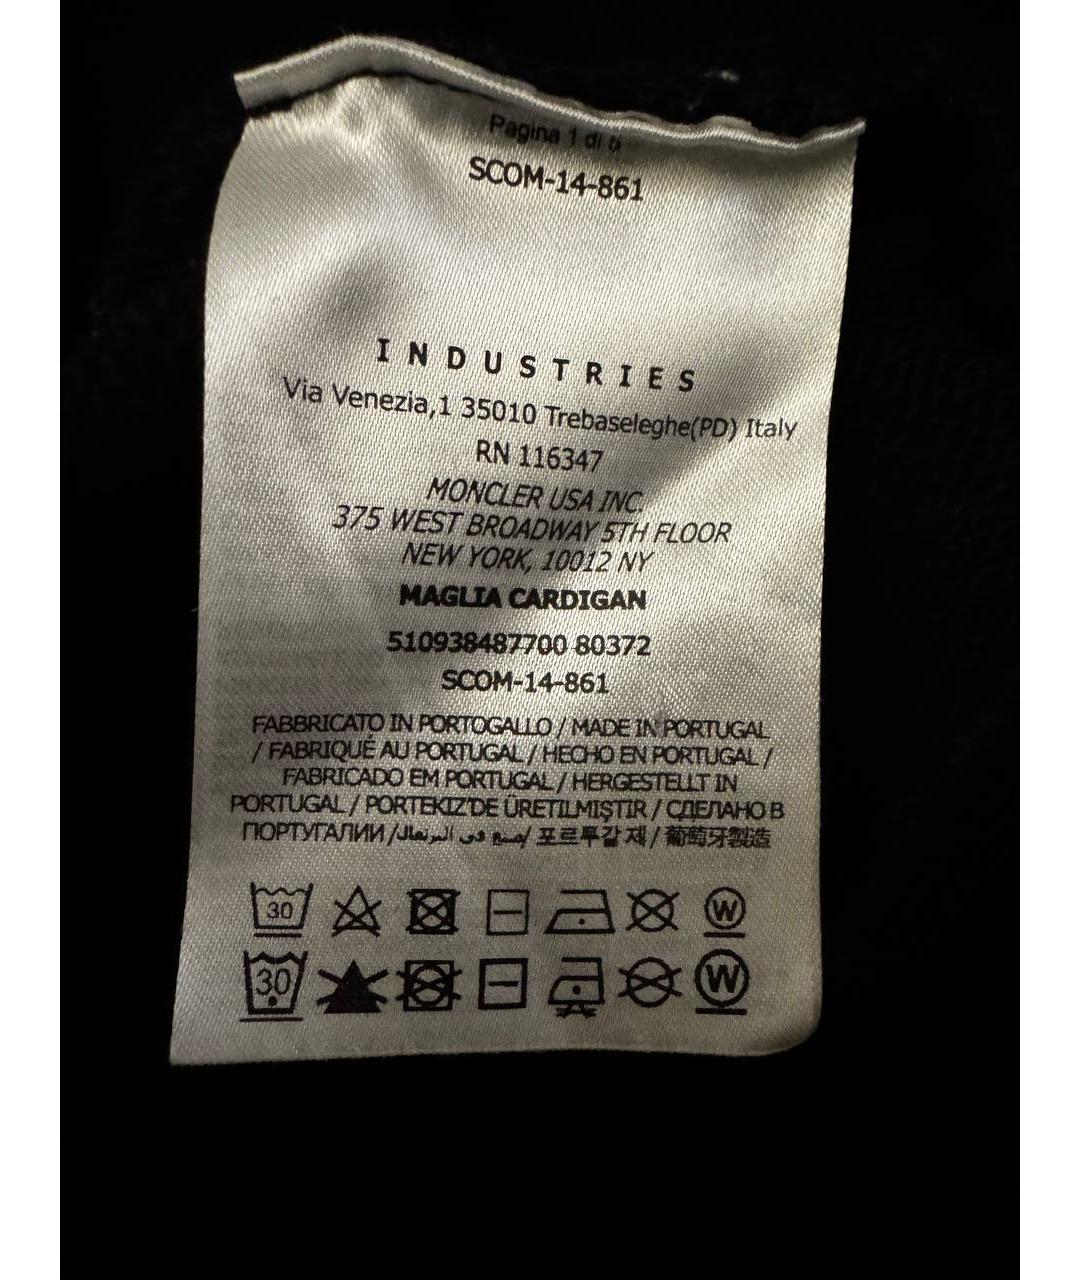 Pagina 1 di
SCOM-14-861
INDUSTRIES
Via Venezia,1 35010 Trebaseleghe(PD) Italy
RN 116347
MONCLER USA INC.
375 WEST BROADWAY 5TH FLOOR
NEW YORK, 10012 NY
MAGLIA CARDIGAN
510938487700 80372
SCOM-14-861
FABBRICATO IN PORTOGALLO / MADE IN PORTUGAL
/ FABRIQUÉ AU PORTUGAL / HECHO EN PORTUGAL /
FABRICADO EM PORTUGAL / HERGESTELLT IN
PORTUGAL / PORTEKIZ'DE ÜRETILMIŞTIR / СДЕЛАНО В
ПОРТУГАЛИИ /صنع في البرتغال/ 포르투갈 제 / 葡萄牙製造
30 W
30 W